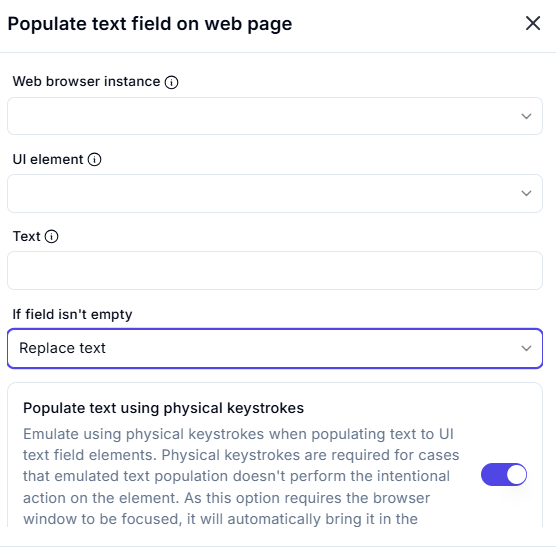 Populate text field on web page
Web browser instance
UI element
Text
If field isn't empty
Replace text
Populate text using physical keystrokes
Emulate using physical keystrokes when populating text to UI
text field elements. Physical keystrokes are required for cases
that emulated text population doesn't perform the intentional
action on the element. As this option requires the browser
window to be focused, it will automatically bring it in the